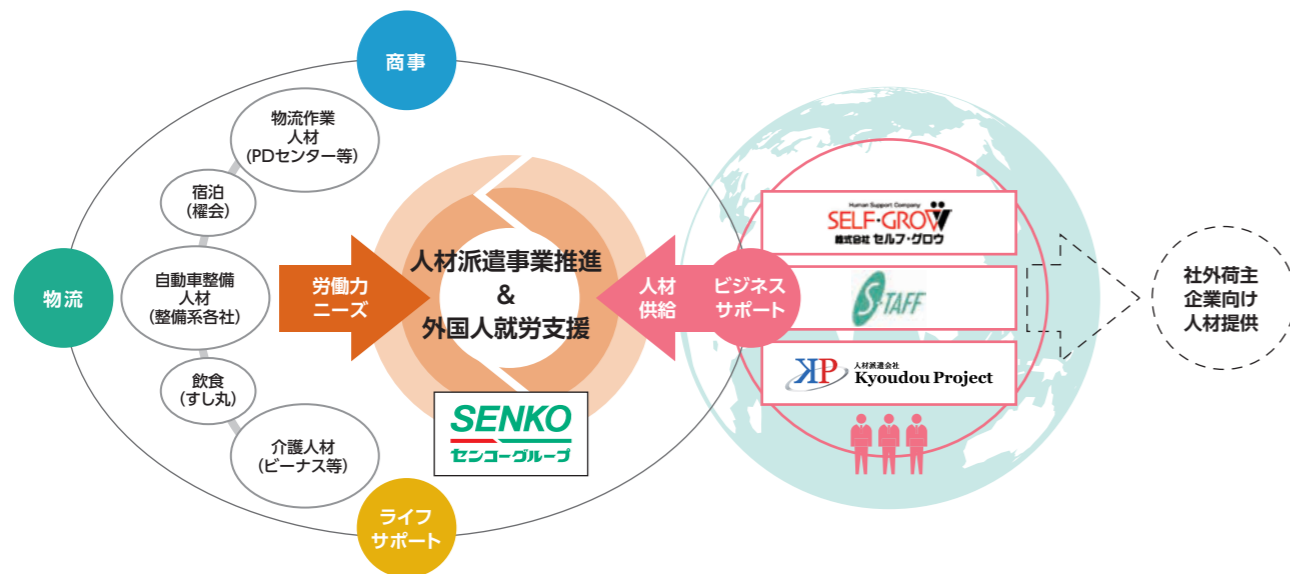 商事
物流作業
人材
(PDセンター等)
宿泊
(櫂会)
物流
自動車整備
人材
(整備系各社)
飲食
(すし丸)
介護人材
(ビーナス等)
ライフ
サポート
労働力
ニーズ
人材派遣事業推進
&
外国人就労支援
SENKO
センコーグループ
人材
供給
ビジネス
サポート
Human Support Company
SELF・GROW
株式会社 セルフ・グロウ
S-TAFF
KP
人材派遣会社
Kyoudou Project
社外荷主
企業向け
人材提供